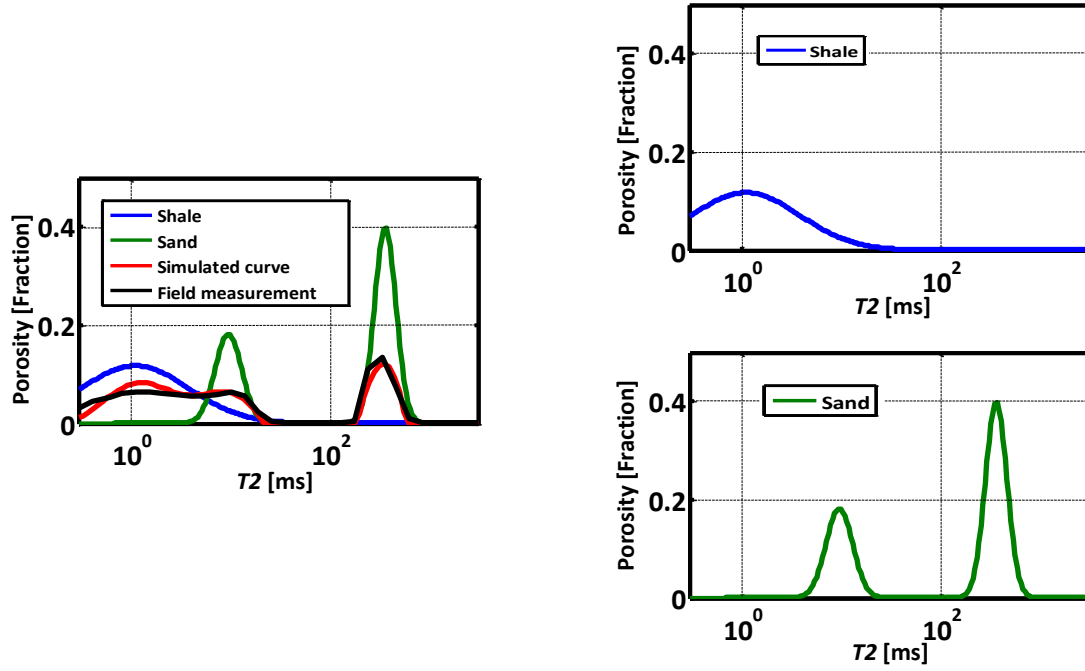 Porosity [Fraction]
0.4
0.2
0
Shale
Sand
Simulated curve
Field measurement
10^0
10^2
T2 [ms]
Porosity [Fraction]
0.4
0.2
0
Shale
10^0
10^2
T2 [ms]
Porosity [Fraction]
0.4
0.2
0
Sand
10^0
10^2
T2 [ms]